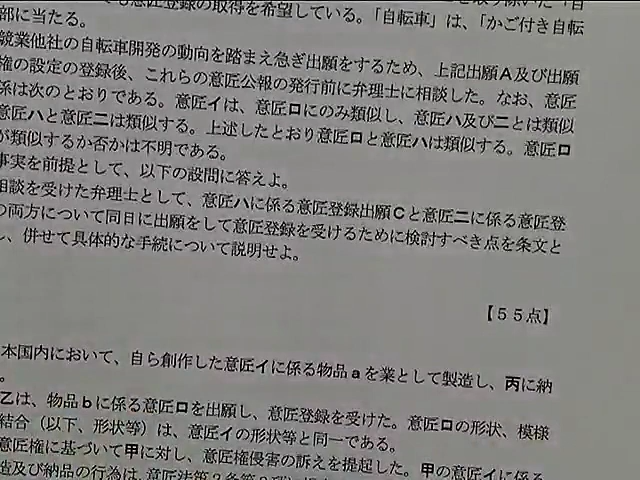 も意匠登録の取得を希望している。「自転車」は、「かご付き自転
部に当たる。
競業他社の自転車開発の動向を踏まえ急ぎ出願をするため、上記出願A及び出願
権の設定の登録後、これらの意匠公報の発行前に弁理士に相談した。なお、意匠
係は次のとおりである。意匠イは、意匠ロにのみ類似し、意匠ハ及びニとは類似
意匠ハと意匠ニは類似する。上述したとおり意匠ロと意匠ハは類似する。意匠ロ
が類似するか否かは不明である。
事実を前提として、以下の設問に答えよ。
相談を受けた弁理士として、意匠ハに係る意匠登録出願Cと意匠ニに係る意匠登
の両方について同日に出願をして意匠登録を受けるために検討すべき点を条文と
し、併せて具体的な手続について説明せよ。
【55点】
本国内において、自ら創作した意匠イに係る物品aを業として製造し、丙に納
。
乙は、物品bに係る意匠ロを出願し、意匠登録を受けた。意匠ロの形状、模様
結合（以下、形状等）は、意匠イの形状等と同一である。
意匠権に基づいて甲に対し、意匠権侵害の訴えを提起した。甲の意匠イに係る
造及び納品の行為は、意匠法第2条第2項に